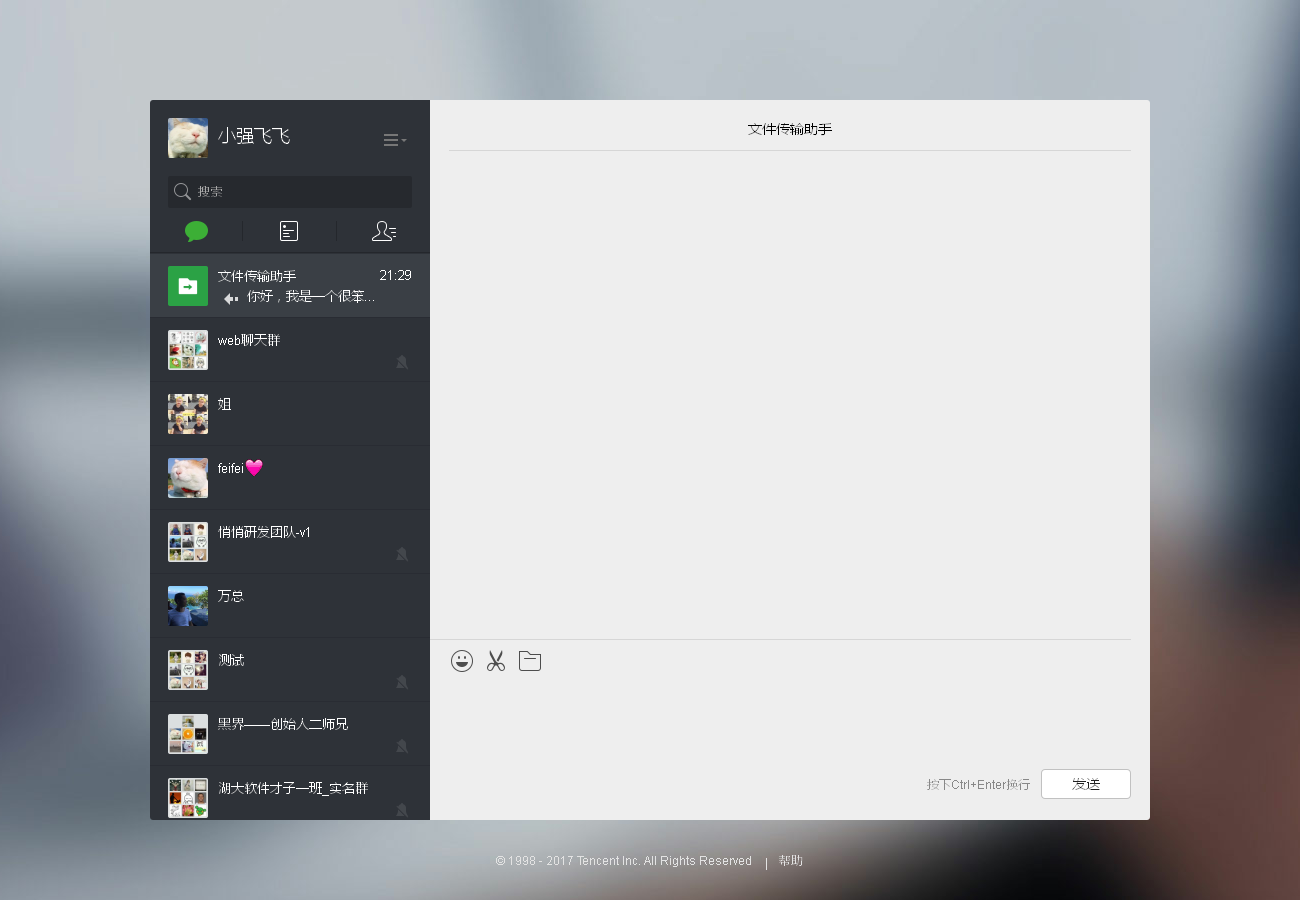 小强飞飞
搜索
文件传输助手 21:29
你好，我是一个很笨...
web聊天群
姐
feifei
悄悄研发团队-v1
万总
测试
黑界——创始人二师兄
湖大软件才子一班_实名群
文件传输助手
按下Ctrl+Enter换行 发送
© 1998 - 2017 Tencent Inc. All Rights Reserved | 帮助